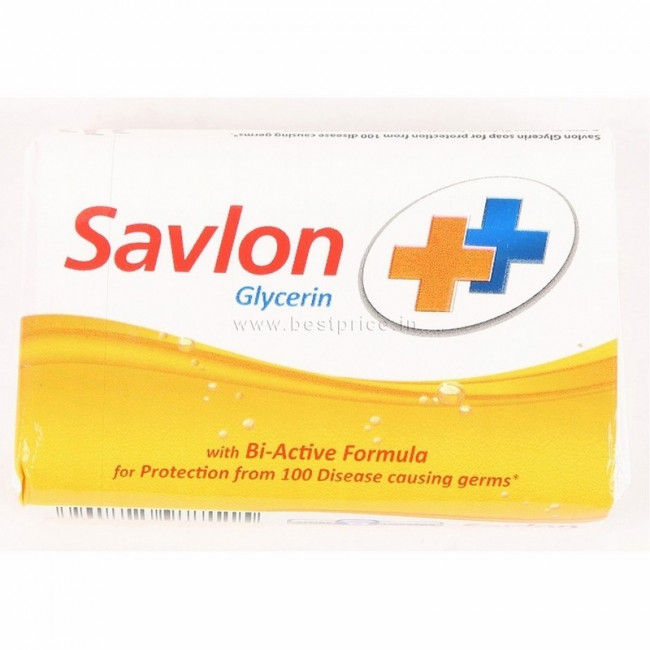 Savlon Glycerin soap for protection from 100 disease causing germs*.
Savlon
Glycerin
www.bestprice.in
with Bi-Active Formula
for Protection from 100 Disease causing germs*